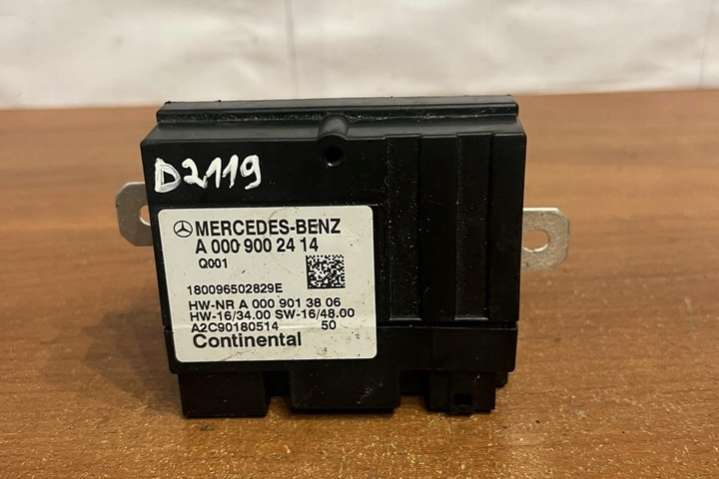 D2119
MERCEDES-BENZ
A 000 900 24 14
Q001
180096502829E
HW-NR A 000 901 38 06
HW-16/34.00 SW-16/48.00
A2C90180514 50
Continental